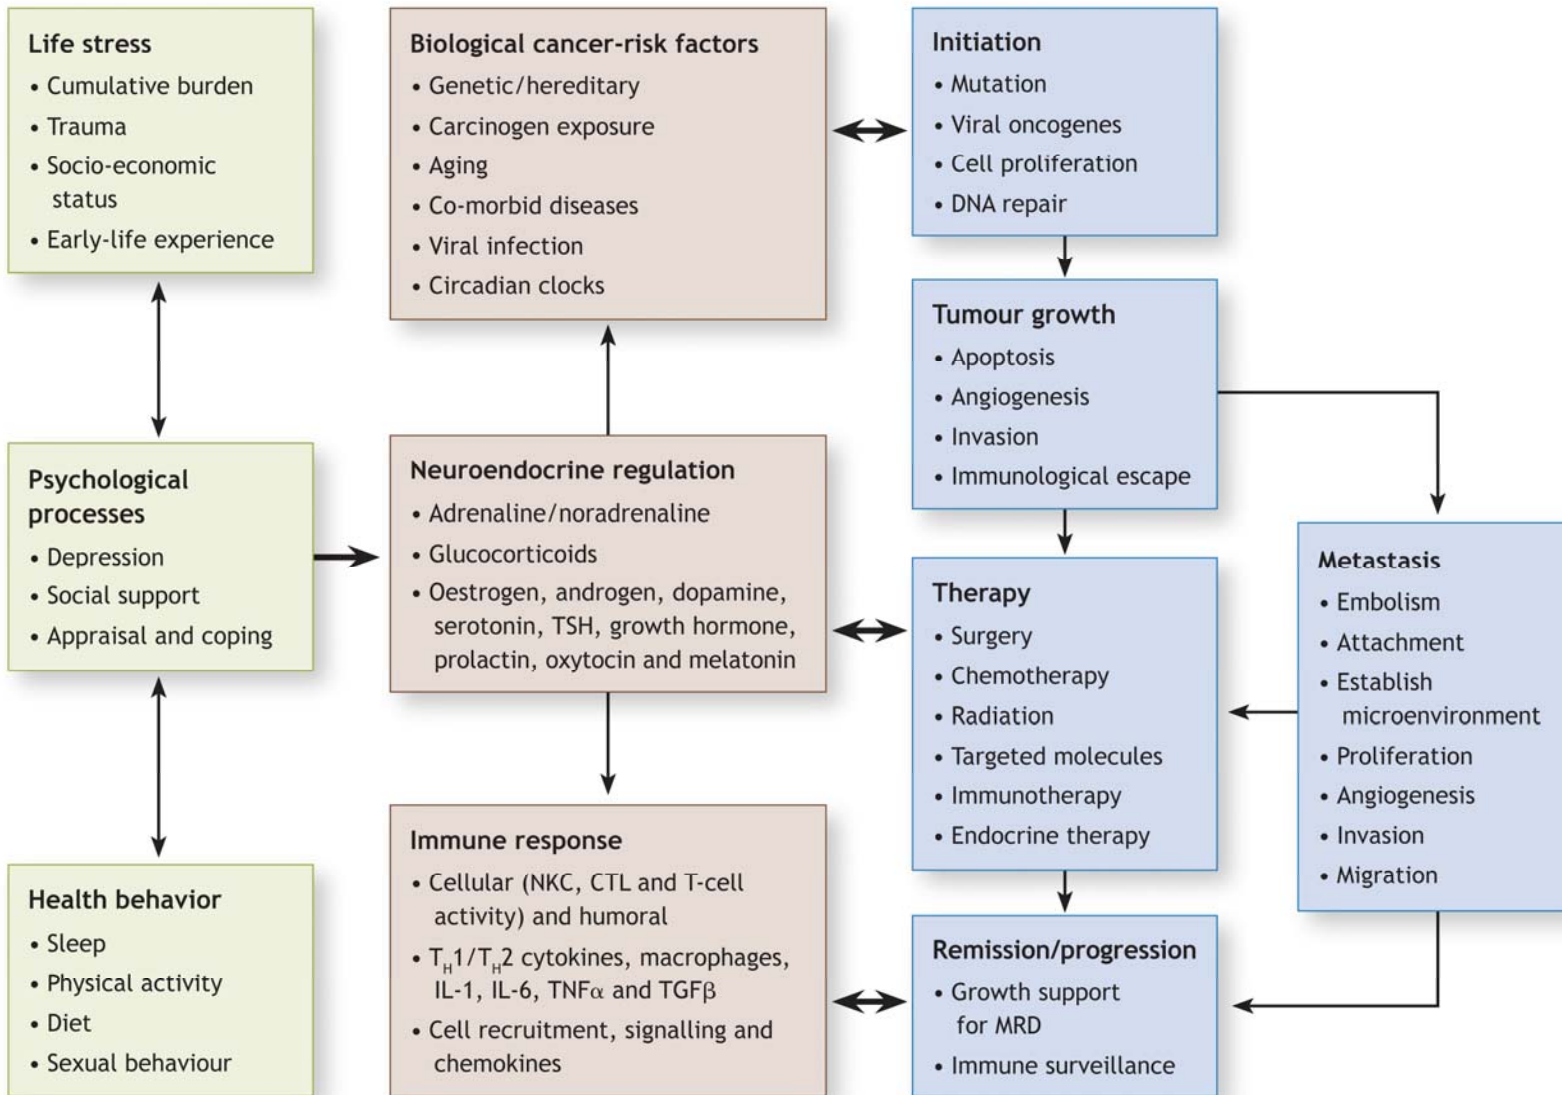 Life stress
• Cumulative burden
• Trauma
• Socio-economic
status
• Early-life experience
Psychological
processes
• Depression
• Social support
• Appraisal and coping
Health behavior
• Sleep
• Physical activity
• Diet
• Sexual behaviour
Biological cancer-risk factors
• Genetic/hereditary
• Carcinogen exposure
• Aging
• Co-morbid diseases
• Viral infection
• Circadian clocks
Neuroendocrine regulation
• Adrenaline/noradrenaline
• Glucocorticoids
• Oestrogen, androgen, dopamine,
serotonin, TSH, growth hormone,
prolactin, oxytocin and melatonin
Immune response
• Cellular (NKC, CTL and T-cell
activity) and humoral
• T_H1/T_H2 cytokines, macrophages,
IL-1, IL-6, TNFα and TGFβ
• Cell recruitment, signalling and
chemokines
Initiation
• Mutation
• Viral oncogenes
• Cell proliferation
• DNA repair
Tumour growth
• Apoptosis
• Angiogenesis
• Invasion
• Immunological escape
Therapy
• Surgery
• Chemotherapy
• Radiation
• Targeted molecules
• Immunotherapy
• Endocrine therapy
Remission/progression
• Growth support
for MRD
• Immune surveillance
Metastasis
• Embolism
• Attachment
• Establish
microenvironment
• Proliferation
• Angiogenesis
• Invasion
• Migration